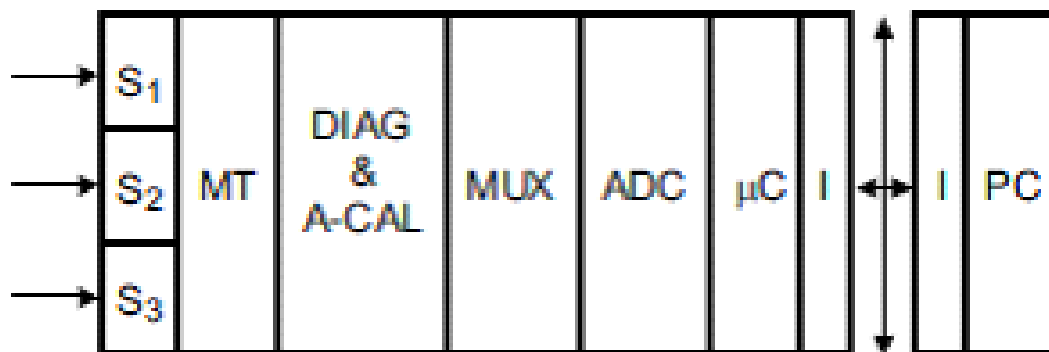 S₁
S₂
S₃
MT
DIAG
&
A-CAL
MUX
ADC
μC
I
I
PC